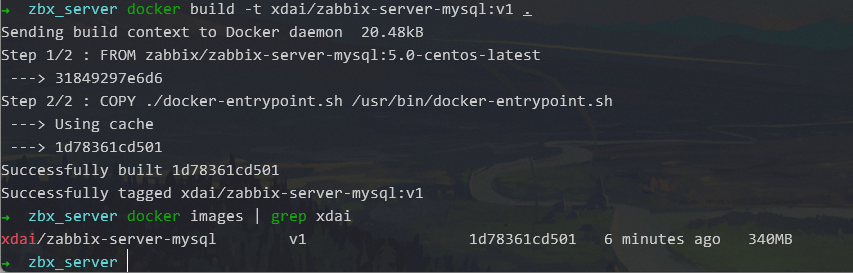 → zbx_server docker build -t xdai/zabbix-server-mysql:v1 .
Sending build context to Docker daemon  20.48kB
Step 1/2 : FROM zabbix/zabbix-server-mysql:5.0-centos-latest
 ---> 31849297e6d6
Step 2/2 : COPY ./docker-entrypoint.sh /usr/bin/docker-entrypoint.sh
 ---> Using cache
 ---> 1d78361cd501
Successfully built 1d78361cd501
Successfully tagged xdai/zabbix-server-mysql:v1
→ zbx_server docker images | grep xdai
xdai/zabbix-server-mysql         v1                    1d78361cd501   6 minutes ago   340MB
→ zbx_server